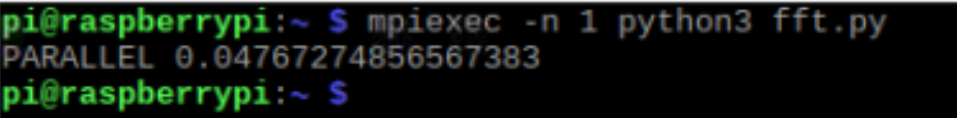 pi@raspberrypi:~ $ mpiexec -n 1 python3 fft.py
PARALLEL 0.04767274856567383
pi@raspberrypi:~ $